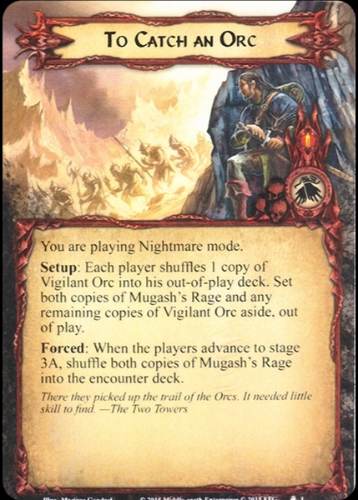 TO CATCH AN ORC
You are playing Nightmare mode.
Setup: Each player shuffles 1 copy of
Vigilant Orc into his out-of-play deck. Set
both copies of Mugash's Rage and any
remaining copies of Vigilant Orc aside, out
of play.
Forced: When the players advance to stage
3A, shuffle both copies of Mugash's Rage
into the encounter deck.
There they picked up the trail of the Orcs. It needed little
skill to find. —The Two Towers